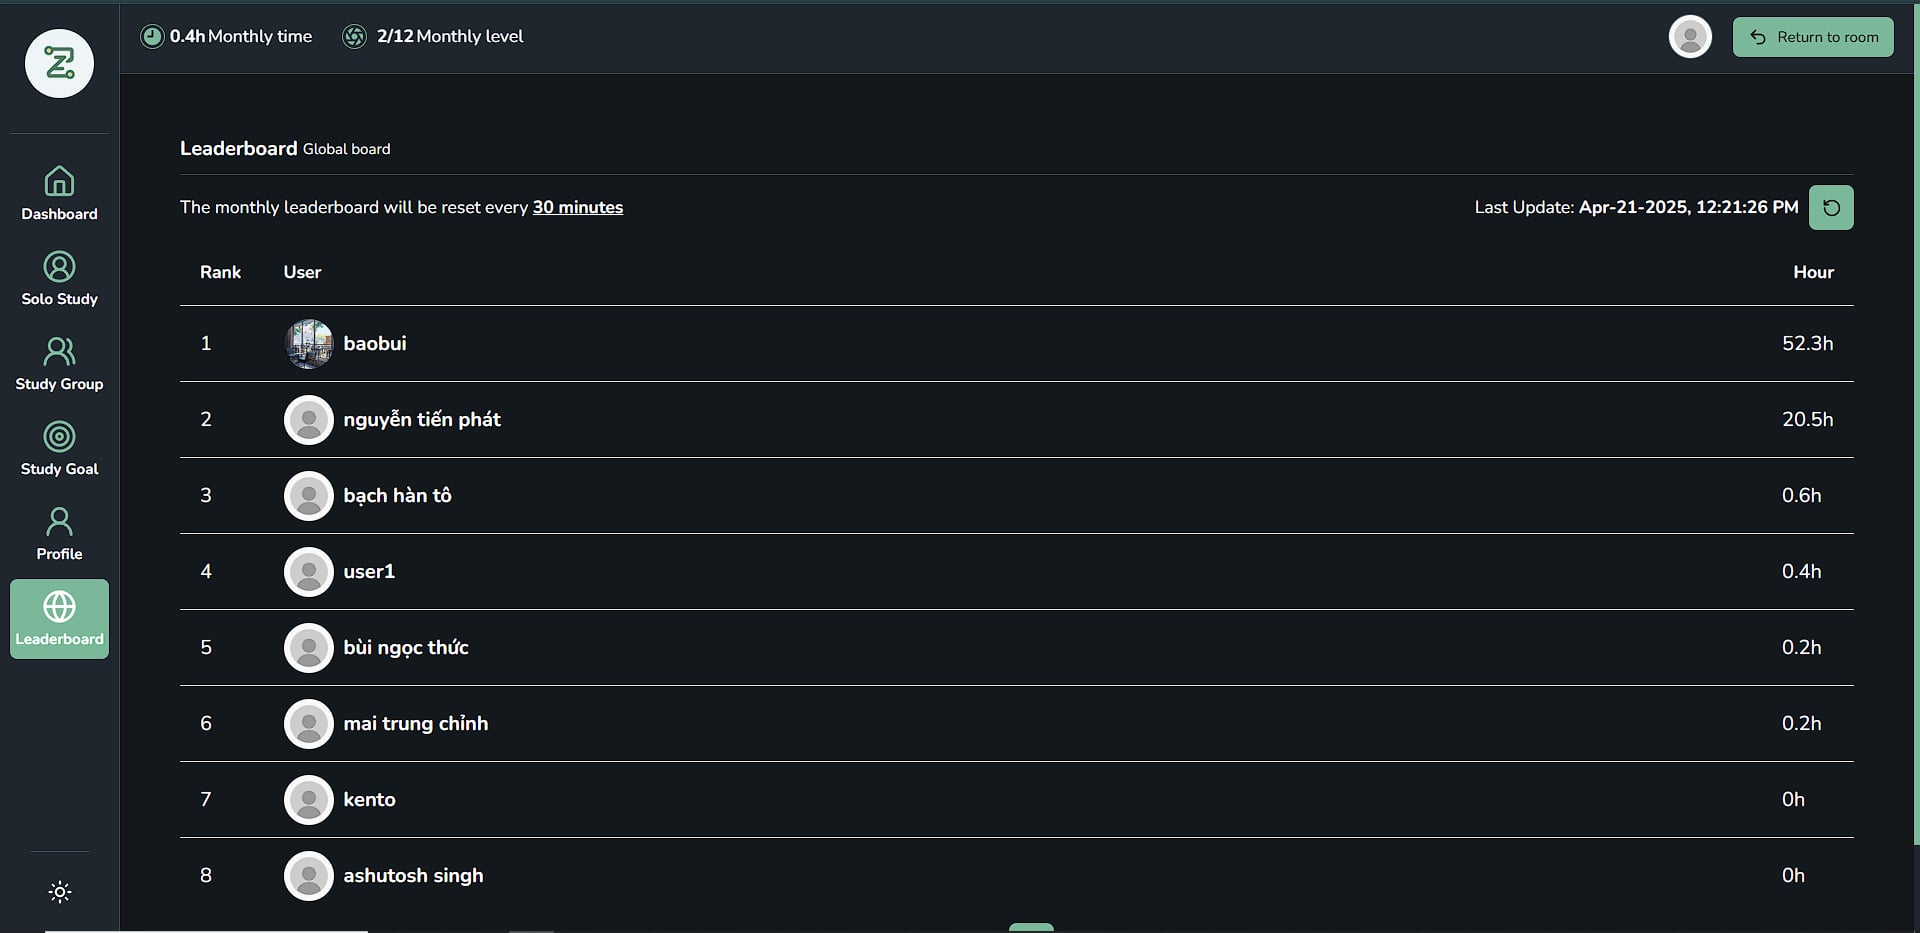 0.4h Monthly time 2/12 Monthly level Return to room
Dashboard
Solo Study
Study Group
Study Goal
Profile
Leaderboard
Leaderboard Global board
The monthly leaderboard will be reset every 30 minutes Last Update: Apr-21-2025, 12:21:26 PM
Rank User Hour
1 baobui 52.3h
2 nguyễn tiến phát 20.5h
3 bạch hàn tô 0.6h
4 user1 0.4h
5 bùi ngọc thức 0.2h
6 mai trung chỉnh 0.2h
7 kento 0h
8 ashutosh singh 0h